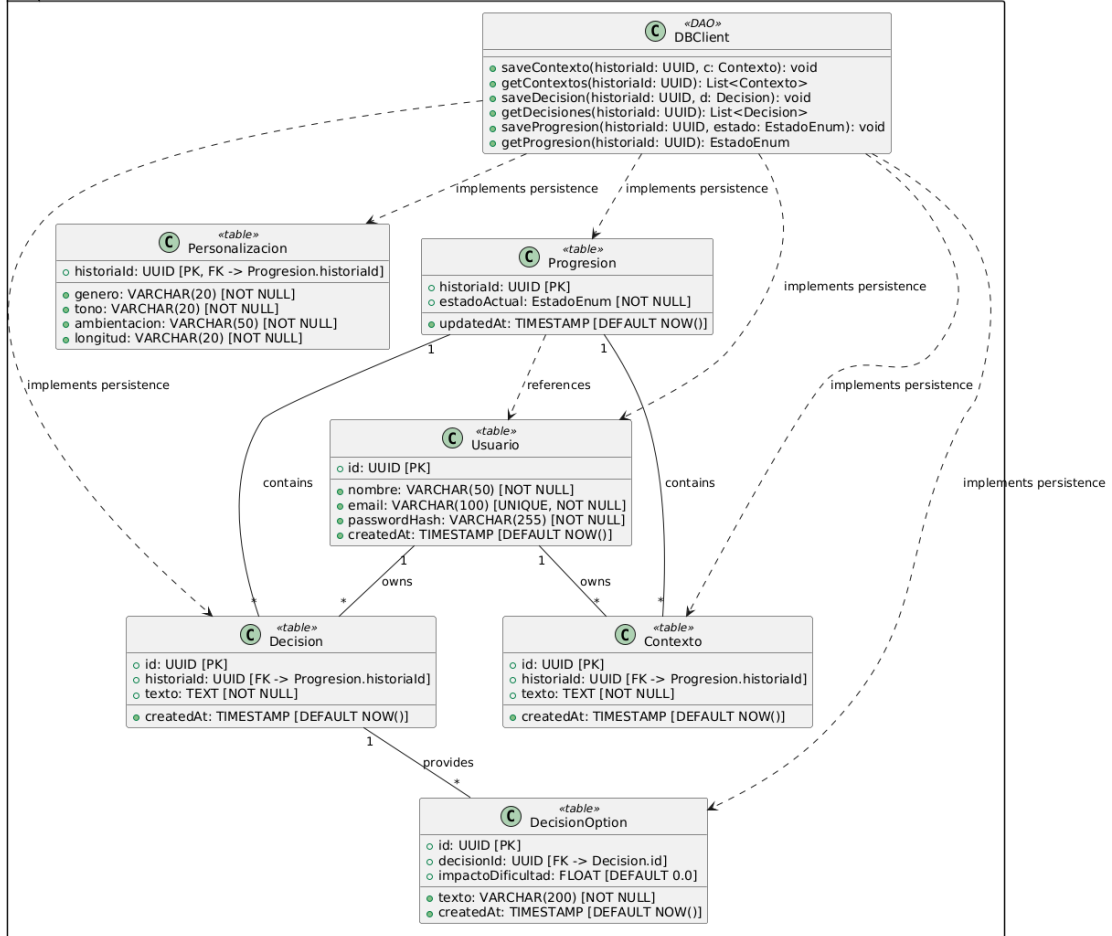 «DAO»
C DBClient
saveContexto(historiaId: UUID, c: Contexto): void
getContextos(historiaId: UUID): List<Contexto>
saveDecision(historiaId: UUID, d: Decision): void
getDecisiones(historiaId: UUID): List<Decision>
saveProgresion(historiaId: UUID, estado: EstadoEnum): void
getProgresion(historiaId: UUID): EstadoEnum
implements persistence
implements persistence
«table»
C Personalizacion
historiaId: UUID [PK, FK -> Progresion.historiaId]
genero: VARCHAR(20) [NOT NULL]
tono: VARCHAR(20) [NOT NULL]
ambientacion: VARCHAR(50) [NOT NULL]
longitud: VARCHAR(20) [NOT NULL]
«table»
C Progresion
historiaId: UUID [PK]
estadoActual: EstadoEnum [NOT NULL]
updatedAt: TIMESTAMP [DEFAULT NOW()]
implements persistence
1
1
implements persistence
references
implements persistence
«table»
C Usuario
id: UUID [PK]
nombre: VARCHAR(50) [NOT NULL]
email: VARCHAR(100) [UNIQUE, NOT NULL]
passwordHash: VARCHAR(255) [NOT NULL]
createdAt: TIMESTAMP [DEFAULT NOW()]
contains
contains
implements persistence
1
1
owns
owns
*
*
*
*
«table»
C Decision
id: UUID [PK]
historiaId: UUID [FK -> Progresion.historiaId]
texto: TEXT [NOT NULL]
createdAt: TIMESTAMP [DEFAULT NOW()]
«table»
C Contexto
id: UUID [PK]
historiaId: UUID [FK -> Progresion.historiaId]
texto: TEXT [NOT NULL]
createdAt: TIMESTAMP [DEFAULT NOW()]
1
provides
*
«table»
C DecisionOption
id: UUID [PK]
decisionId: UUID [FK -> Decision.id]
impactoDificultad: FLOAT [DEFAULT 0.0]
texto: VARCHAR(200) [NOT NULL]
createdAt: TIMESTAMP [DEFAULT NOW()]